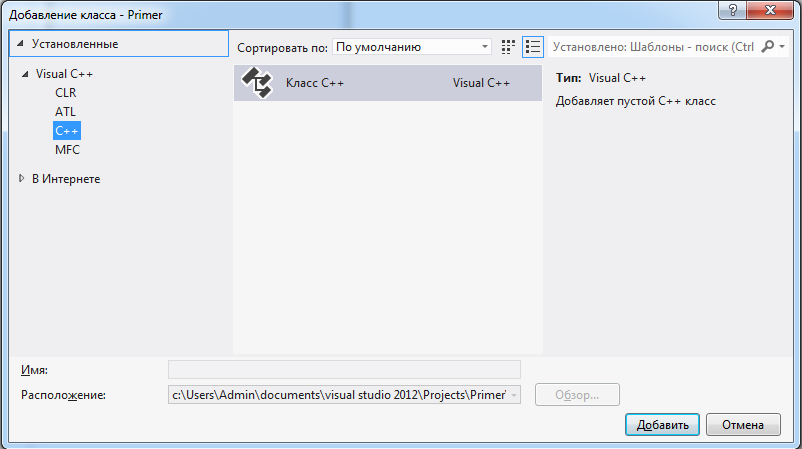 Добавление класса - Primer
Установленные
Visual C++
CLR
ATL
C++
MFC
В Интернете
Сортировать по: По умолчанию
Класс C++ Visual C++
Установлено: Шаблоны - поиск (Ctrl
Тип: Visual C++
Добавляет пустой C++ класс
Имя:
Расположение: c:\Users\Admin\documents\visual studio 2012\Projects\Primer\
Обзор...
Добавить Отмена